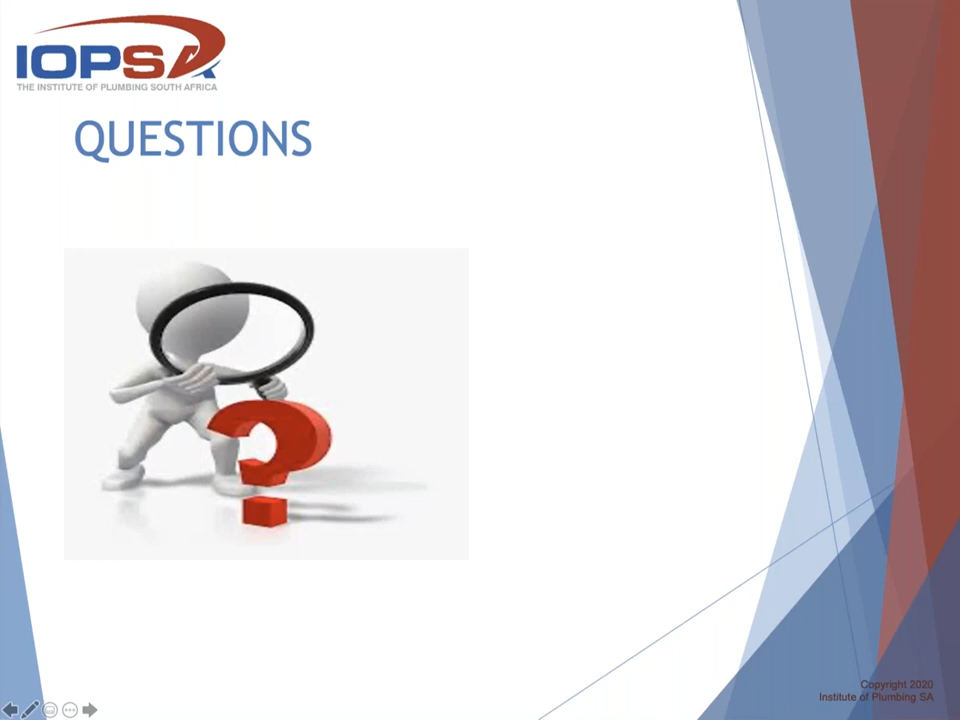 IOPSA
THE INSTITUTE OF PLUMBING SOUTH AFRICA
QUESTIONS
Copyright 2020
Institute of Plumbing SA